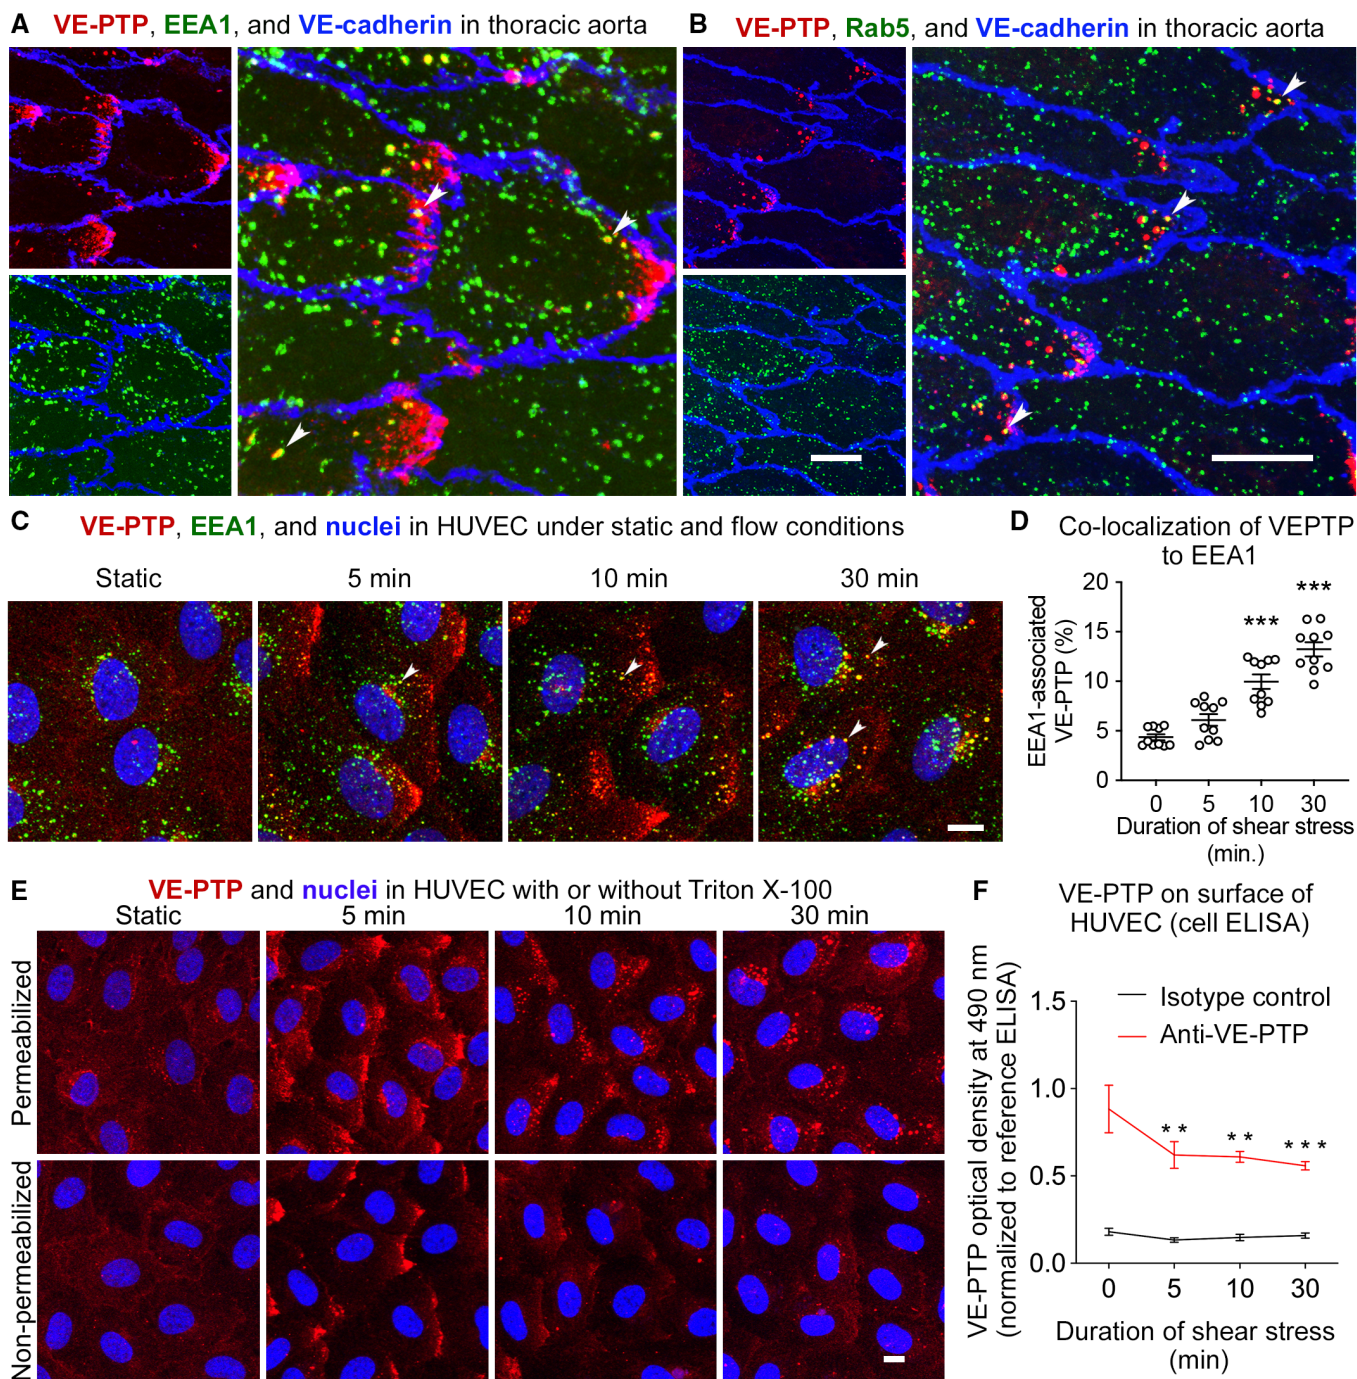 A VE-PTP, EEA1, and VE-cadherin in thoracic aorta
B VE-PTP, Rab5, and VE-cadherin in thoracic aorta
C VE-PTP, EEA1, and nuclei in HUVEC under static and flow conditions
Static 5 min 10 min 30 min
D Co-localization of VEPTP
to EEA1
EEA1-associated
VE-PTP (%)
20
15
10
5
0
***
***
0 5 10 30
Duration of shear stress
(min.)
E VE-PTP and nuclei in HUVEC with or without Triton X-100
Static 5 min 10 min 30 min
Permeabilized
Non-permeabilized
F VE-PTP on surface of
HUVEC (cell ELISA)
VE-PTP optical density at 490 nm
(normalized to reference ELISA)
1.5
1.0
0.5
0.0
Isotype control
Anti-VE-PTP
** ** ***
0 5 10 30
Duration of shear stress
(min)